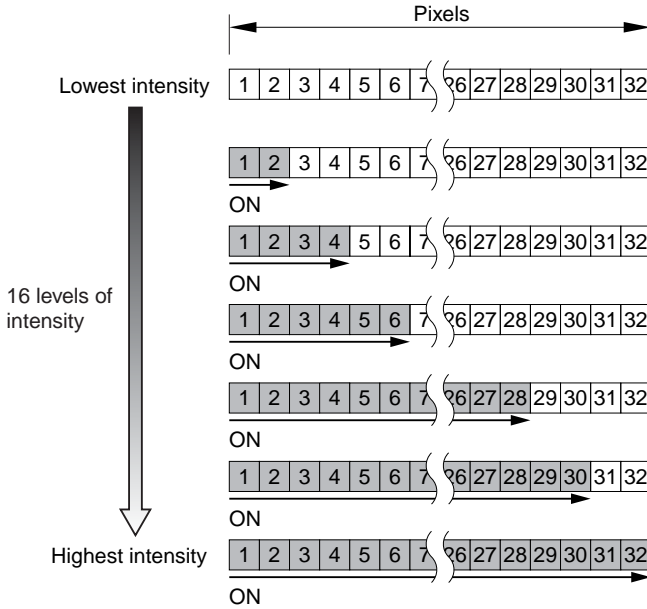 Pixels
Lowest intensity 1 2 3 4 5 6 7 26 27 28 29 30 31 32
1 2 3 4 5 6 7 26 27 28 29 30 31 32
ON
1 2 3 4 5 6 7 26 27 28 29 30 31 32
ON
16 levels of
intensity
1 2 3 4 5 6 7 26 27 28 29 30 31 32
ON
1 2 3 4 5 6 7 26 27 28 29 30 31 32
ON
1 2 3 4 5 6 7 26 27 28 29 30 31 32
ON
Highest intensity 1 2 3 4 5 6 7 26 27 28 29 30 31 32
ON